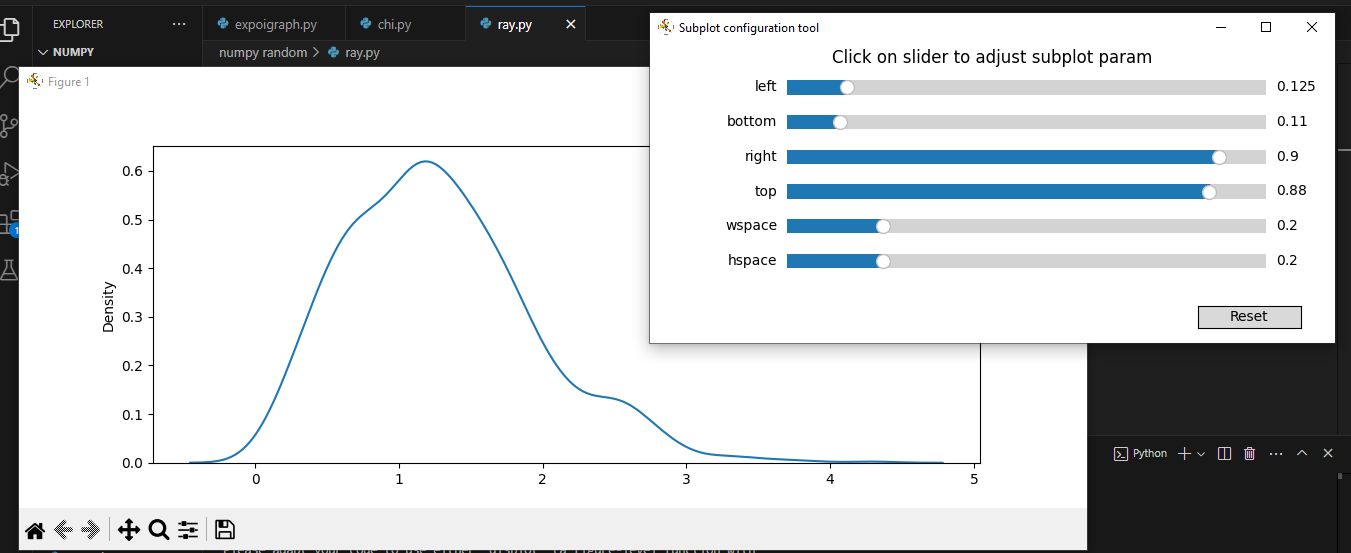 EXPLORER
NUMPY
expoigraph.py
chi.py
ray.py
numpy random > ray.py
Figure 1
Density
0.6
0.5
0.4
0.3
0.2
0.1
0.0
0 1 2 3 4 5
Subplot configuration tool
Click on slider to adjust subplot param
left 0.125
bottom 0.11
right 0.9
top 0.88
wspace 0.2
hspace 0.2
Reset
1
Python